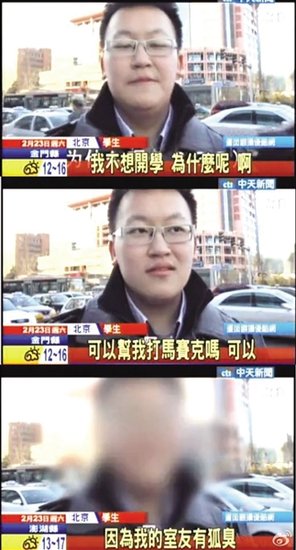 为什
我不想開學 為什麼呢 啊
2月23日週六
北京
學生
金門縣
12~16
cti 中天新聞
2月23日週六
北京
學生
可以幫我打馬賽克嗎 可以
金門縣
12~16
cti 中天新聞
2月23日週六
北京
學生
因為我的室友有狐臭
澎湖縣
13~17